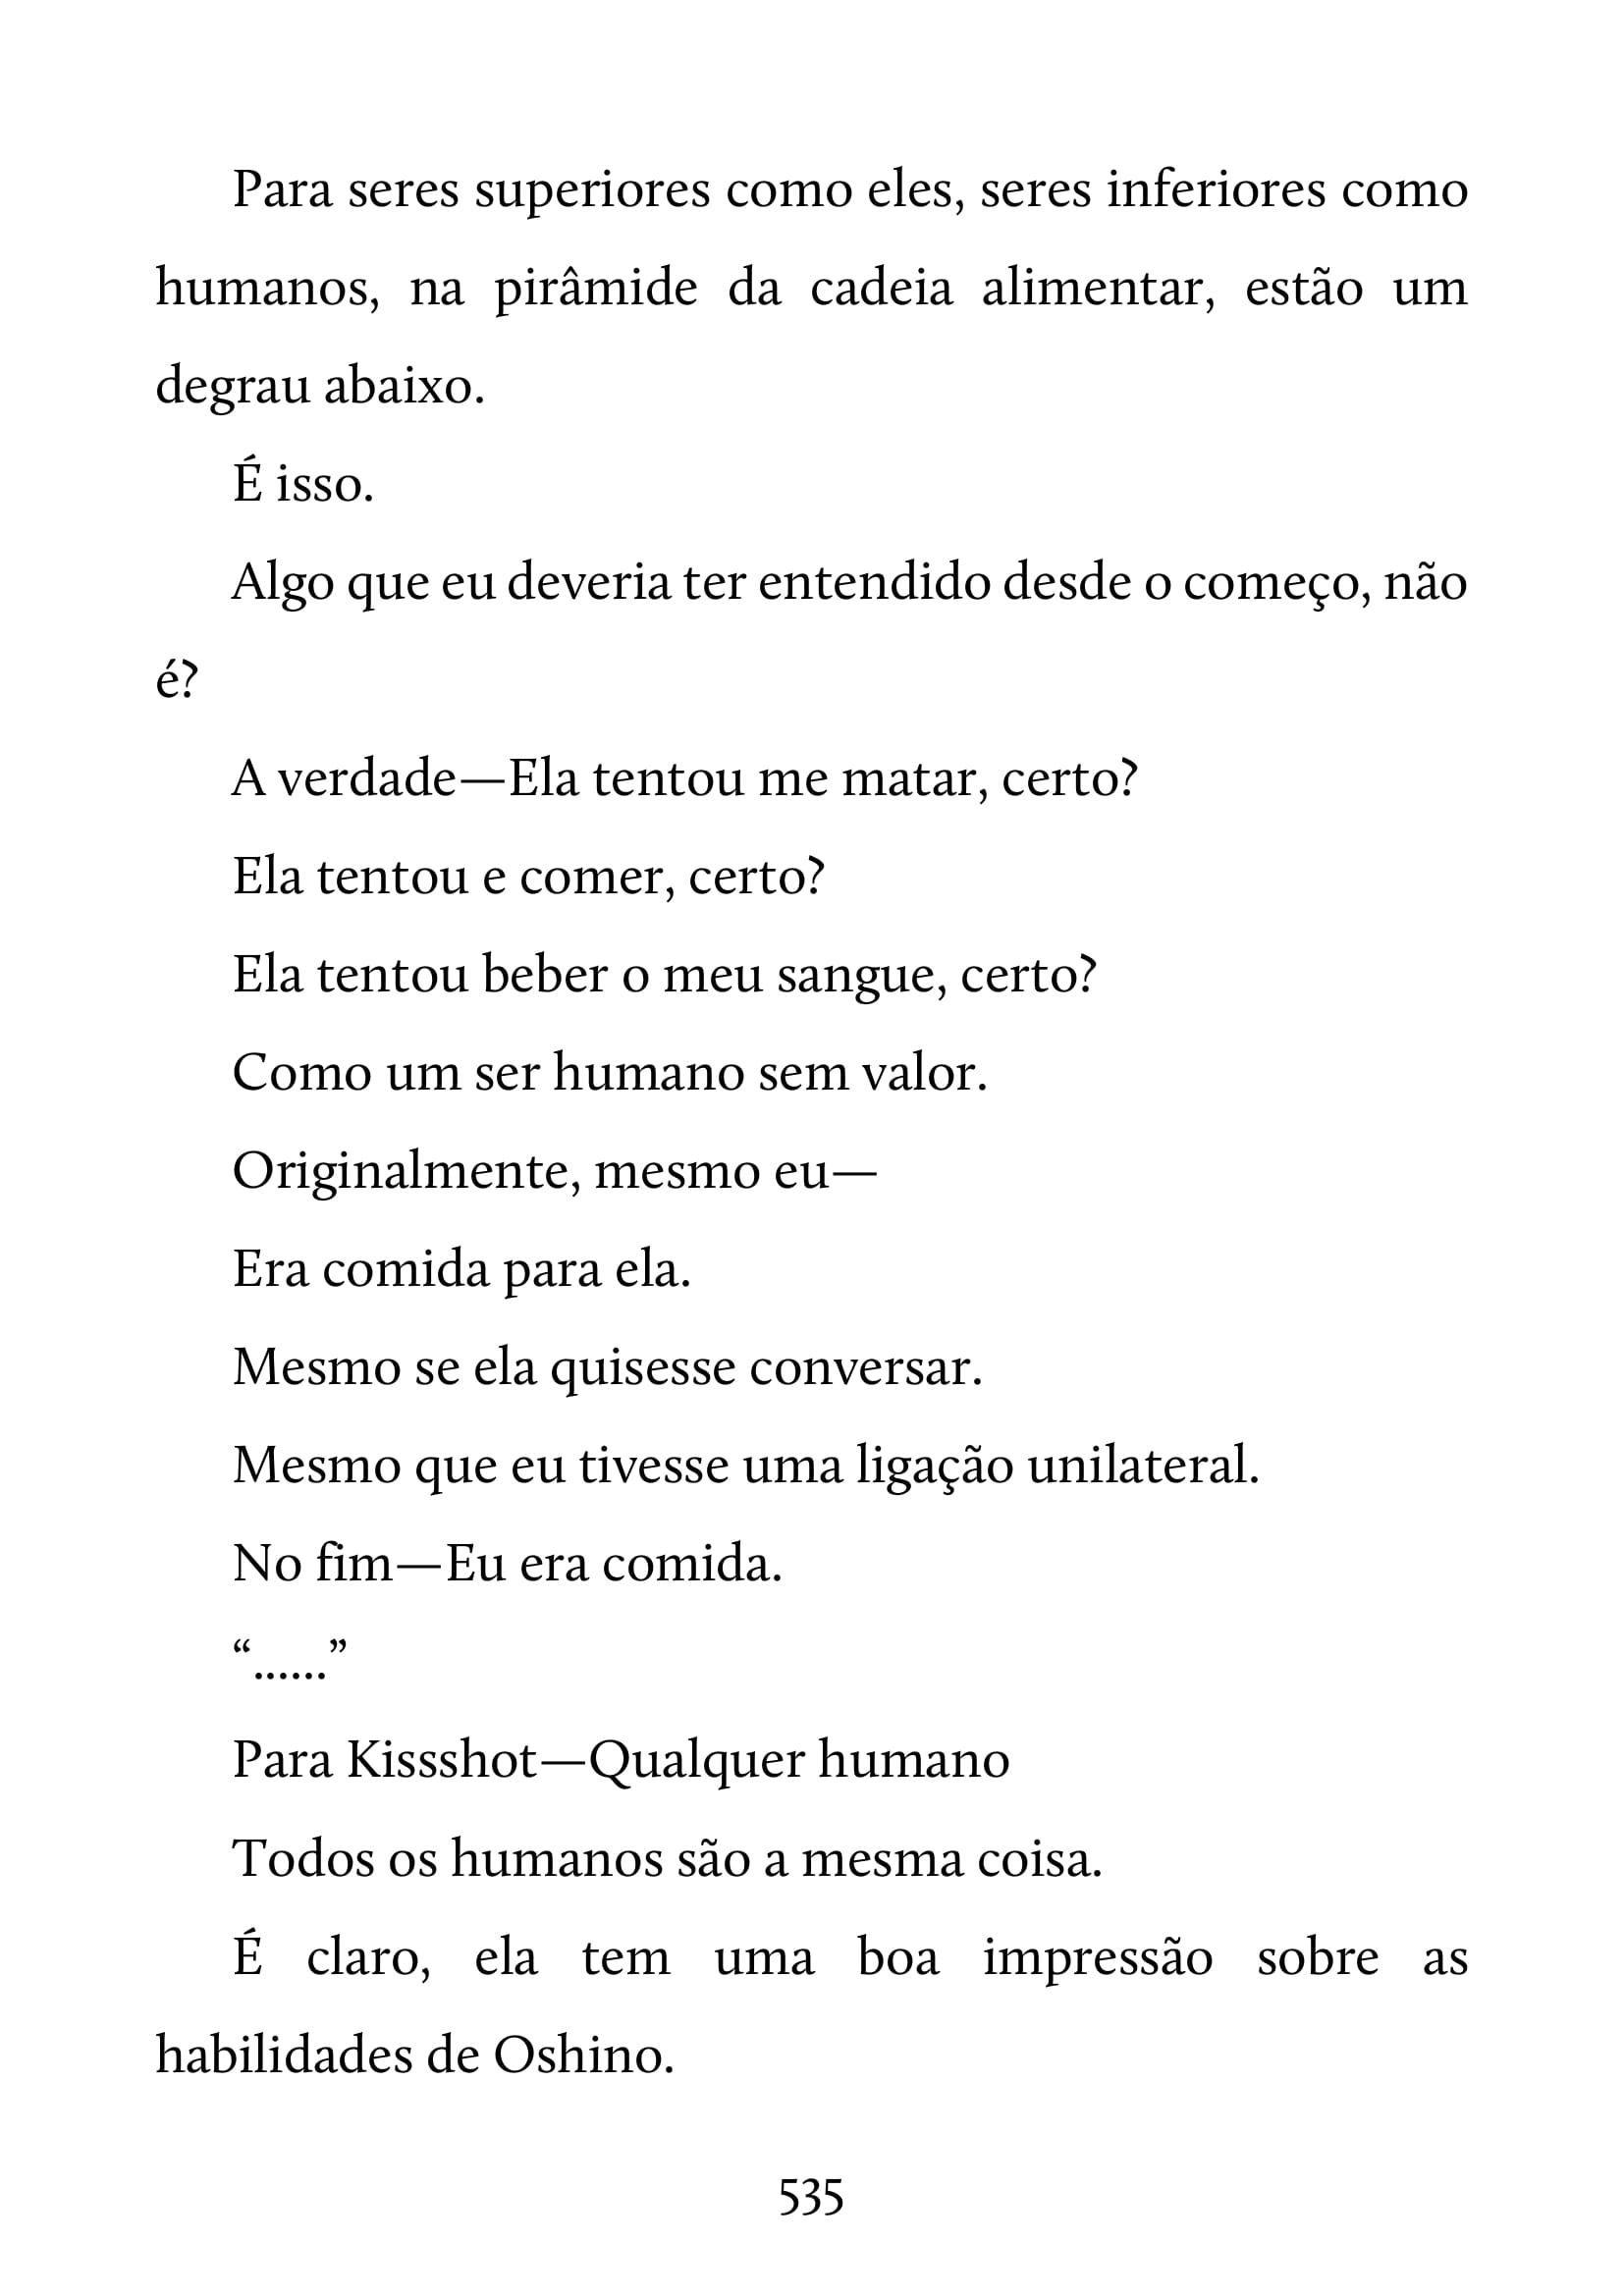 Para seres superiores como eles, seres inferiores como
humanos, na pirâmide da cadeia alimentar, estão um
degrau abaixo.
É isso.
Algo que eu deveria ter entendido desde o começo, não
é?
A verdade—Ela tentou me matar, certo?
Ela tentou e comer, certo?
Ela tentou beber o meu sangue, certo?
Como um ser humano sem valor.
Originalmente, mesmo eu—
Era comida para ela.
Mesmo se ela quisesse conversar.
Mesmo que eu tivesse uma ligação unilateral.
No fim—Eu era comida.
“......”
Para Kissshot—Qualquer humano
Todos os humanos são a mesma coisa.
É claro, ela tem uma boa impressão sobre as
habilidades de Oshino.
535